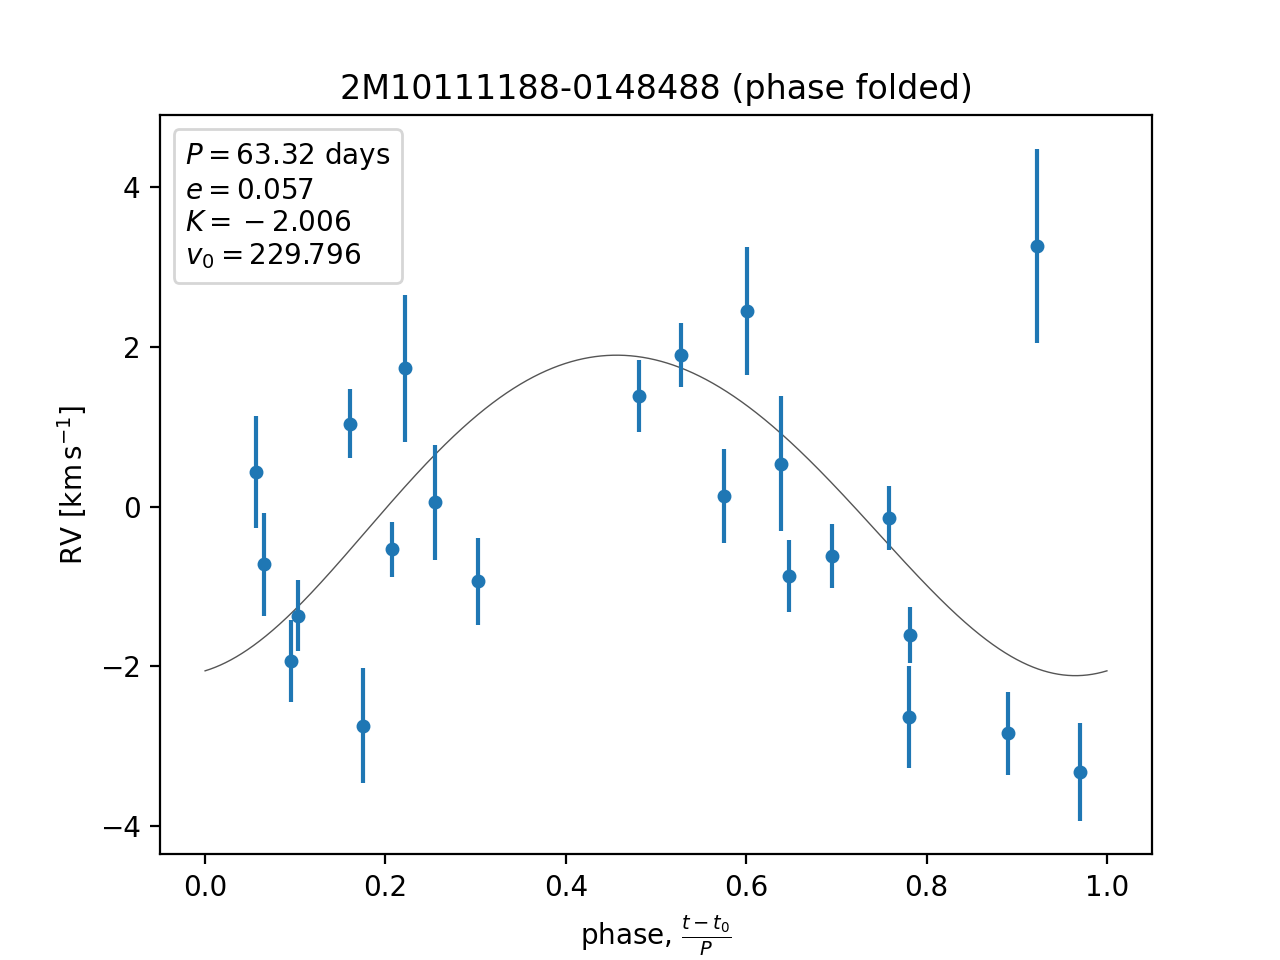 2M10111188-0148488 (phase folded)
P = 63.32 days
e = 0.057
K = −2.006
v₀ = 229.796
4
2
0
−2
−4
RV [km s⁻¹]
0.0 0.2 0.4 0.6 0.8 1.0
phase, (t − t₀)/P